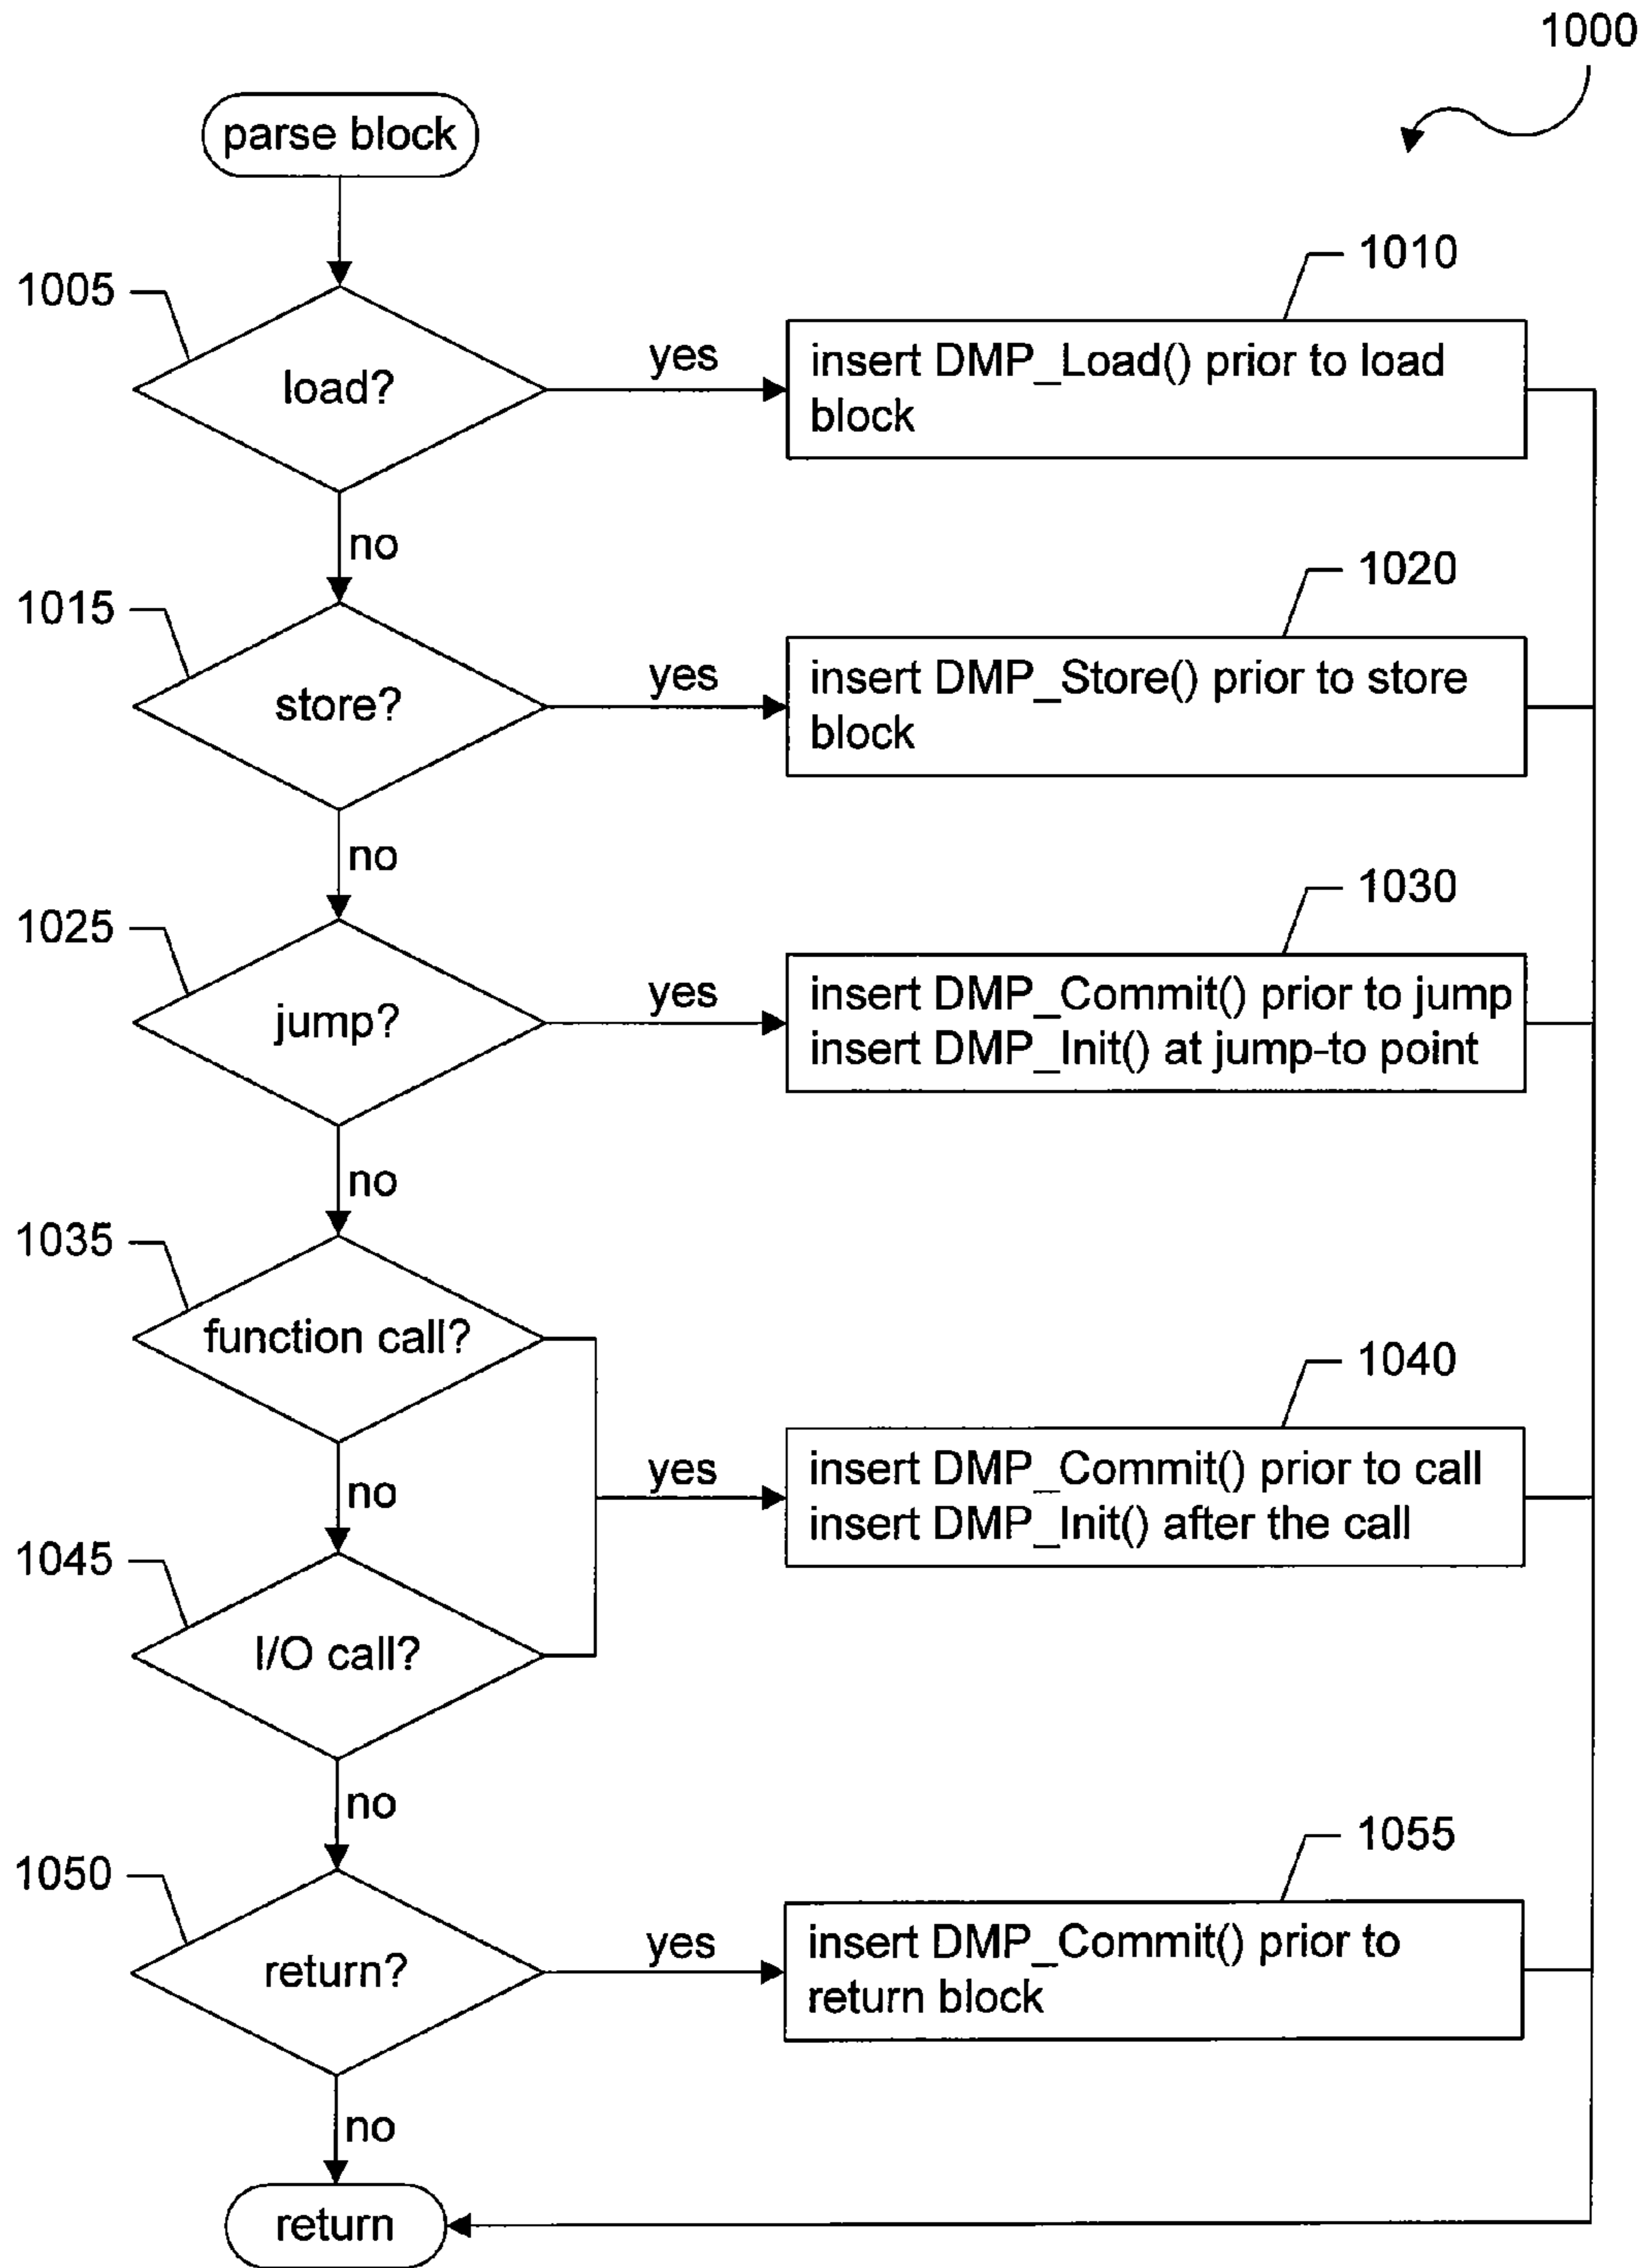 1000
parse block
1005
load?
yes
1010
insert DMP_Load() prior to load
block
no
1015
store?
yes
1020
insert DMP_Store() prior to store
block
no
1025
jump?
yes
1030
insert DMP_Commit() prior to jump
insert DMP_Init() at jump-to point
no
1035
function call?
yes
1040
insert DMP_Commit() prior to call
insert DMP_Init() after the call
no
1045
I/O call?
no
1050
return?
yes
1055
insert DMP_Commit() prior to
return block
no
return